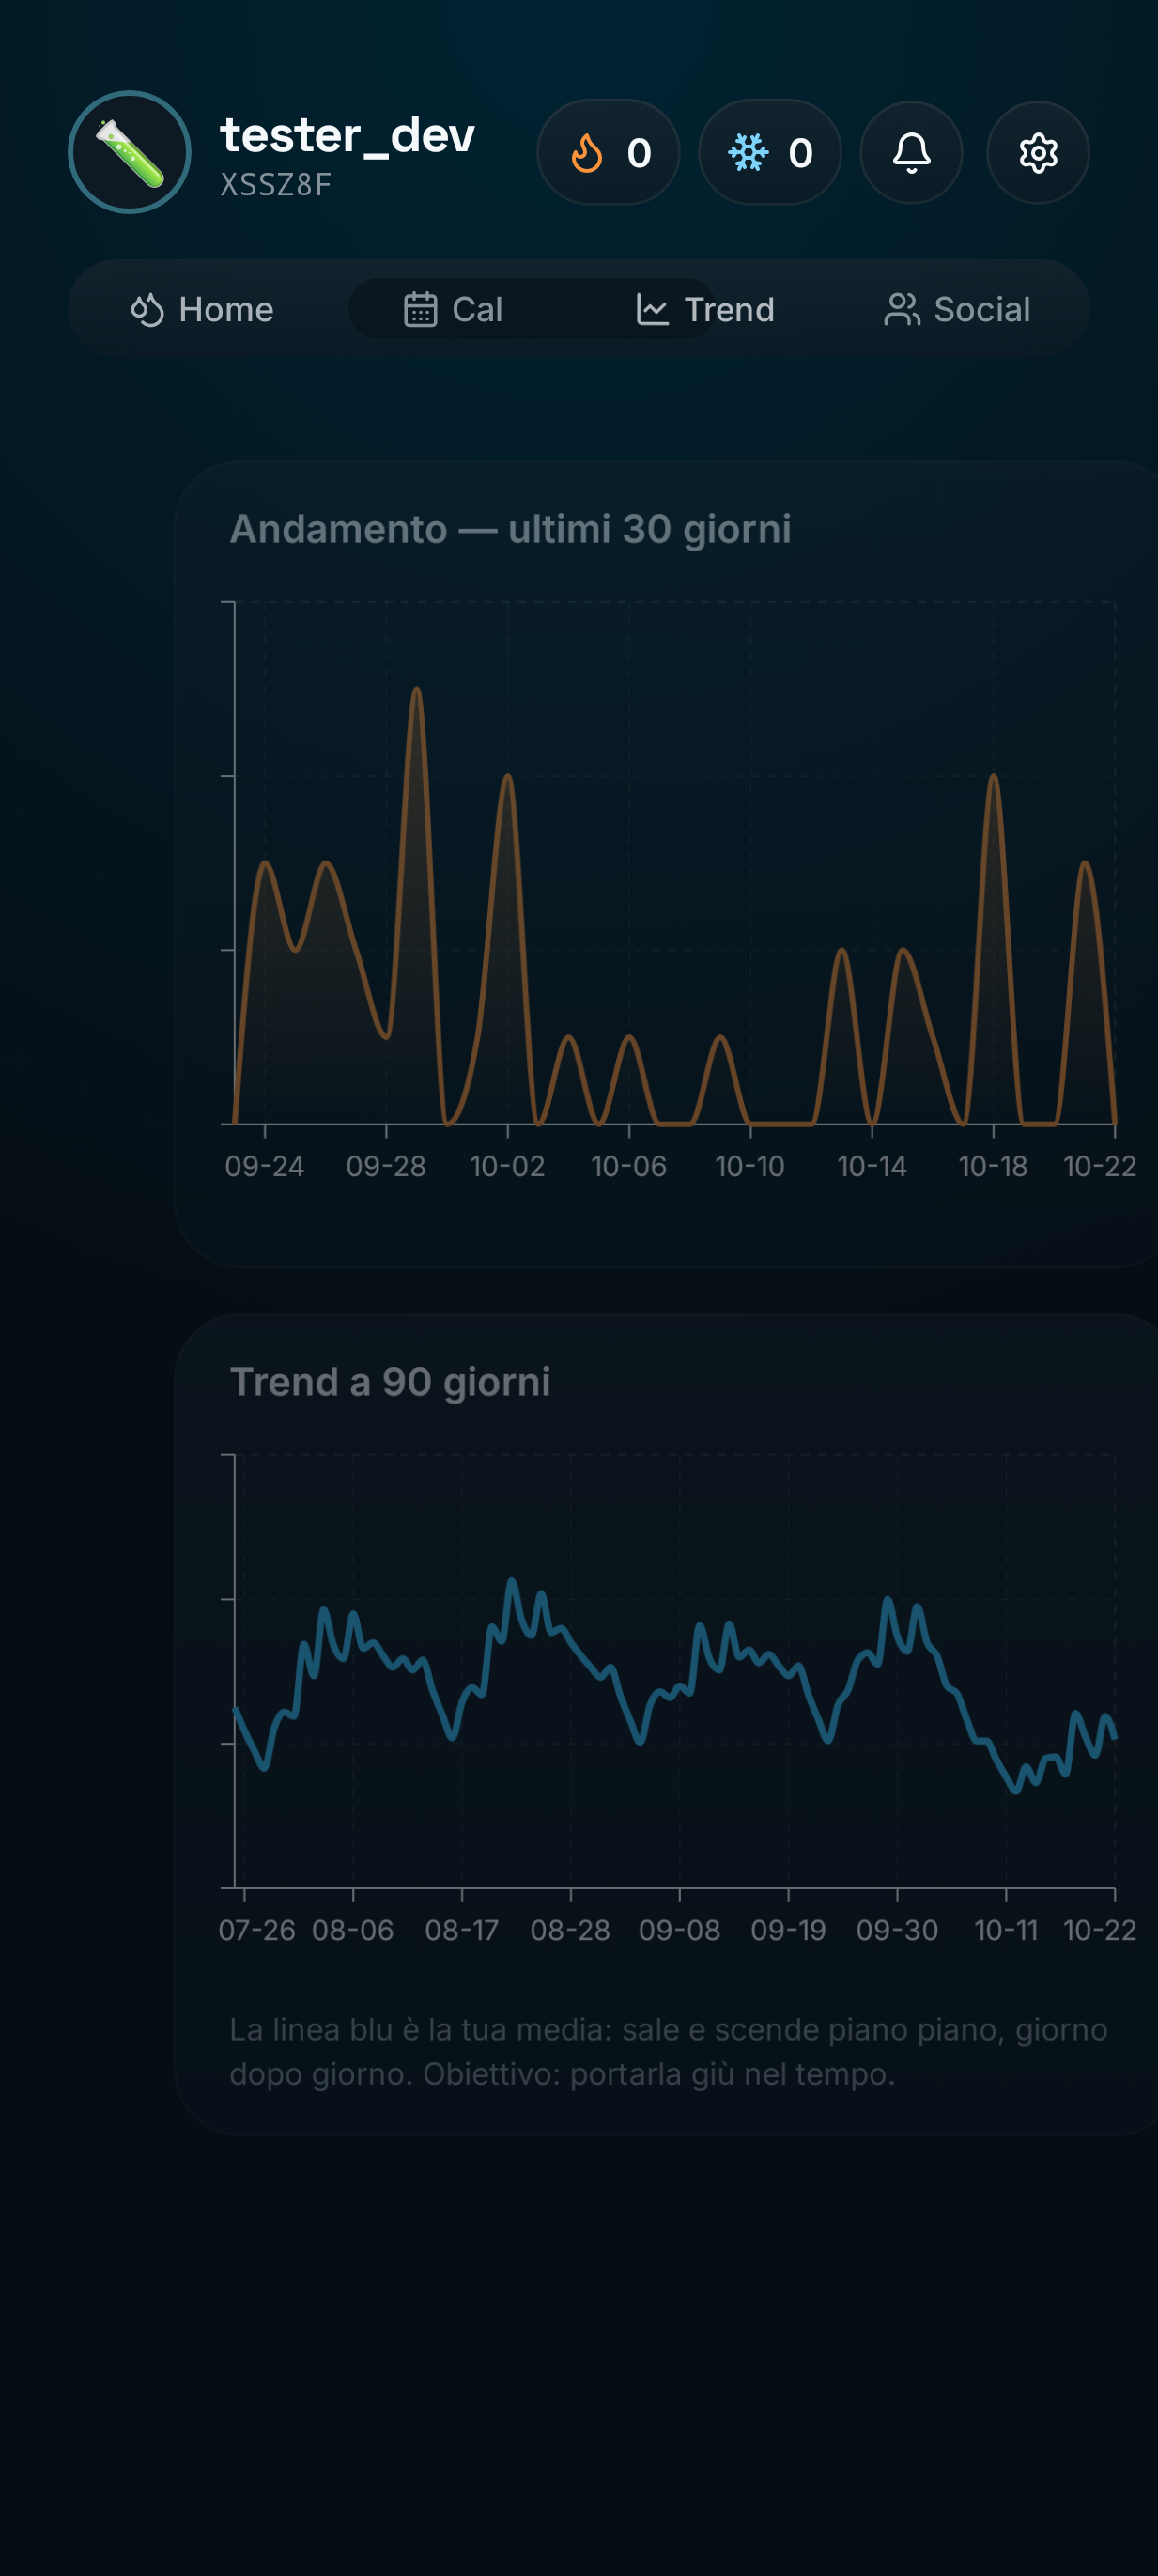 tester_dev
XSSZ8F
0
0
Home
Cal
Trend
Social
Andamento — ultimi 30 giorni
09-24 09-28 10-02 10-06 10-10 10-14 10-18 10-22
Trend a 90 giorni
07-26 08-06 08-17 08-28 09-08 09-19 09-30 10-11 10-22
La linea blu è la tua media: sale e scende piano piano, giorno
dopo giorno. Obiettivo: portarla giù nel tempo.